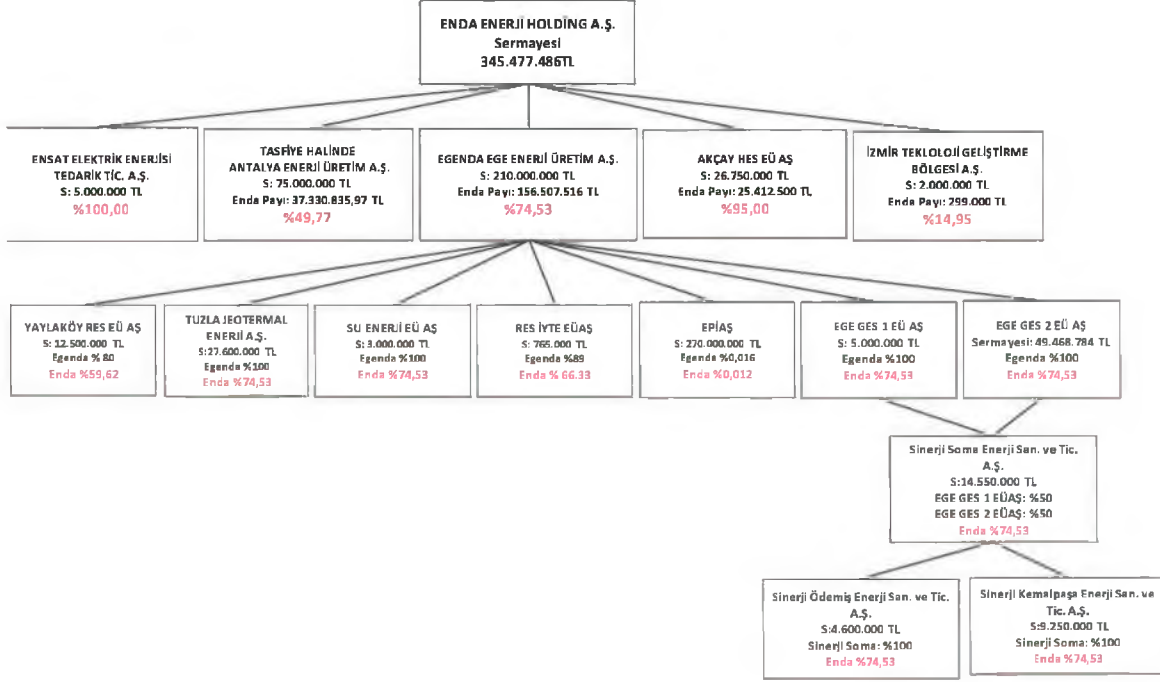 ENDA ENERJİ HOLDİNG A.Ş.
Sermayesi
345.477.486TL
ENSAT ELEKTRİK ENERJİSİ
TEDARİK TİC. A.Ş.
S: 5.000.000 TL
%100,00
TASFİYE HALİNDE
ANTALYA ENERJİ ÜRETİM A.Ş.
S: 75.000.000 TL
Enda Payı: 37.330.835,97 TL
%49,77
EGENDA EGE ENERJİ ÜRETİM A.Ş.
S: 210.000.000 TL
Enda Payı: 156.507.516 TL
%74,53
AKÇAY HES EÜ AŞ
S: 26.750.000 TL
Enda Payı: 25.412.500 TL
%95,00
İZMİR TEKLOLOJİ GELİŞTİRME
BÖLGESİ A.Ş.
S: 2.000.000 TL
Enda Payı: 299.000 TL
%14,95
YAYLAKÖY RES EÜ AŞ
S: 12.500.000 TL
Egenda % 80
Enda %59,62
TUZLA JEOTERMAL
ENERJİ A.Ş.
S:27.600.000 TL
Egenda %100
Enda %74,53
SU ENERJİ EÜ AŞ
S: 3.000.000 TL
Egenda %100
Enda %74,53
RES İYTE EÜAŞ
S: 765.000 TL
Egenda %89
Enda % 66.33
EPİAŞ
S: 270.000.000 TL
Egenda %0,016
Enda %0,012
EGE GES 1 EÜ AŞ
S: 5.000.000 TL
Egenda %100
Enda %74,53
EGE GES 2 EÜ AŞ
Sermayesi: 49.468.784 TL
Egenda %100
Enda %74,53
Sinerji Soma Enerji San. ve Tic.
A.Ş.
S:14.550.000 TL
EGE GES 1 EÜAŞ: %50
EGE GES 2 EÜAŞ: %50
Enda %74,53
Sinerji Ödemiş Enerji San. ve Tic.
A.Ş.
S:4.600.000 TL
Sinerji Soma: %100
Enda %74,53
Sinerji Kemalpaşa Enerji San. ve
Tic. A.Ş.
S:9.250.000 TL
Sinerji Soma: %100
Enda %74,53